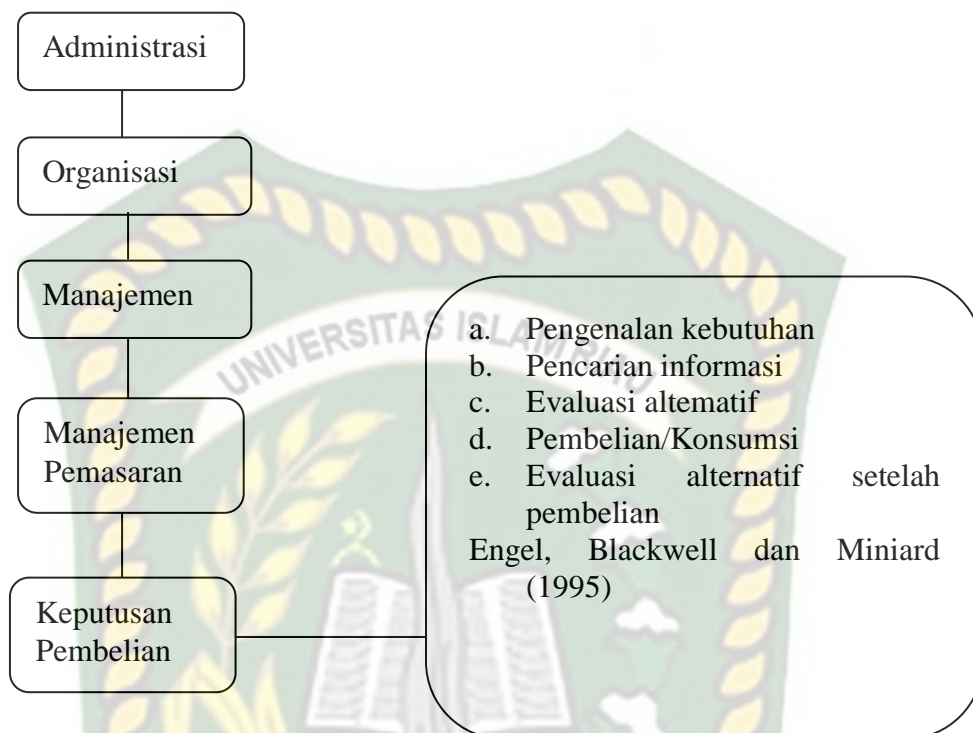 Administrasi
Organisasi
Manajemen
Manajemen
Pemasaran
Keputusan
Pembelian
UNIVERSITAS ISLAM RIAU
a. Pengenalan kebutuhan
b. Pencarian informasi
c. Evaluasi altematif
d. Pembelian/Konsumsi
e. Evaluasi alternatif setelah
pembelian
Engel, Blackwell dan Miniard
(1995)